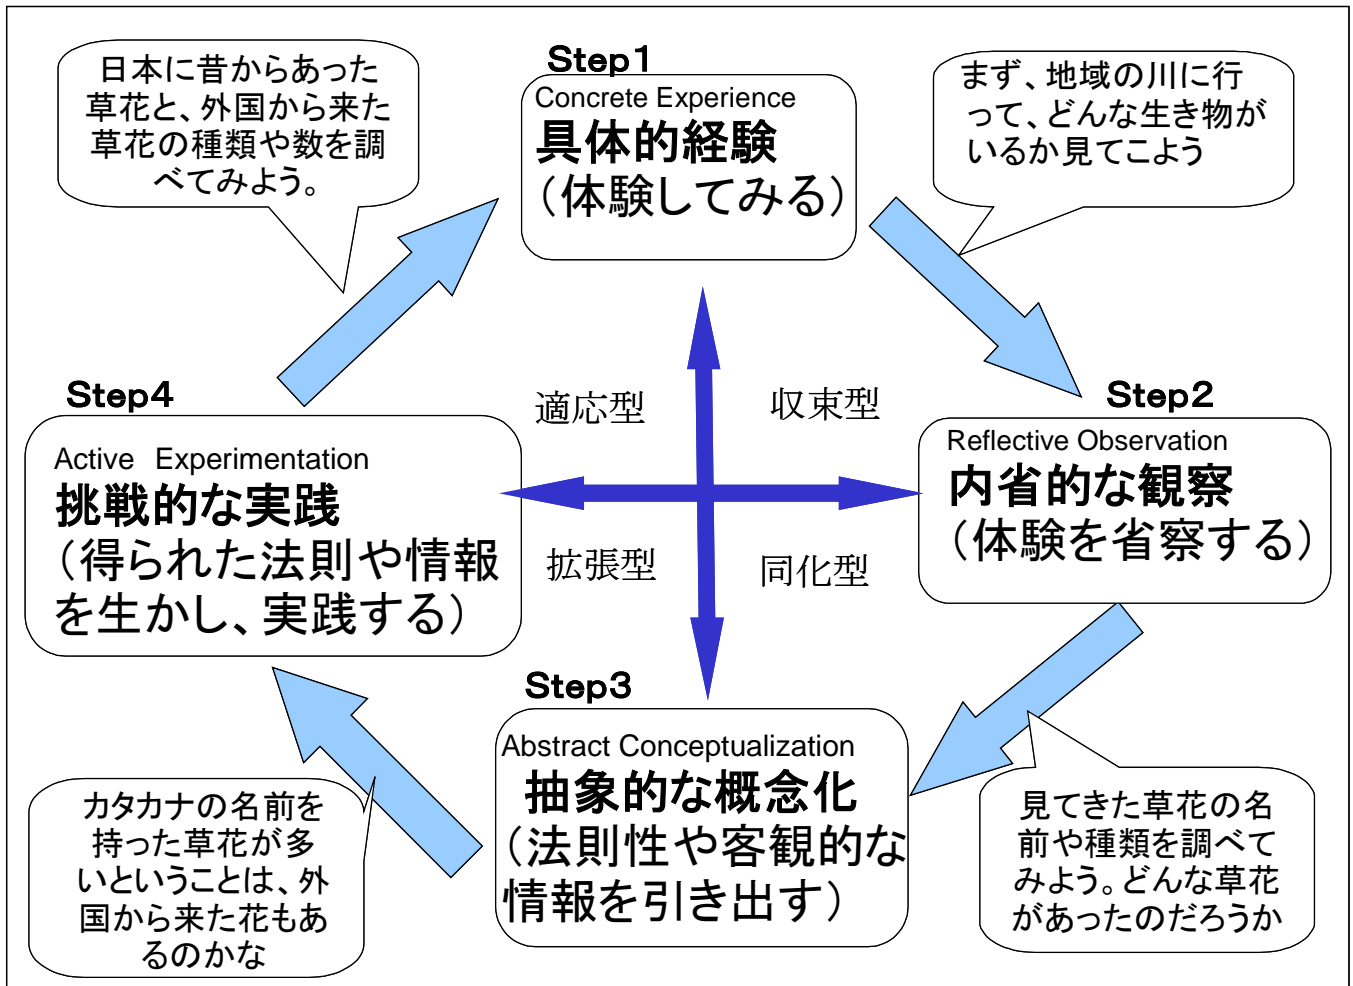 Step1
Concrete Experience
具体的経験
（体験してみる）
まず、地域の川に行
って、どんな生き物が
いるか見てこよう
Step2
Reflective Observation
内省的な観察
（体験を省察する）
見てきた草花の名
前や種類を調べて
みよう。どんな草花
があったのだろうか
Step3
Abstract Conceptualization
抽象的な概念化
（法則性や客観的な
情報を引き出す）
カタカナの名前を
持った草花が多
いということは、外
国から来た花もあ
るのかな
Step4
Active Experimentation
挑戦的な実践
（得られた法則や情報
を生かし、実践する）
日本に昔からあった
草花と、外国から来た
草花の種類や数を調
べてみよう。
適応型
収束型
拡張型
同化型